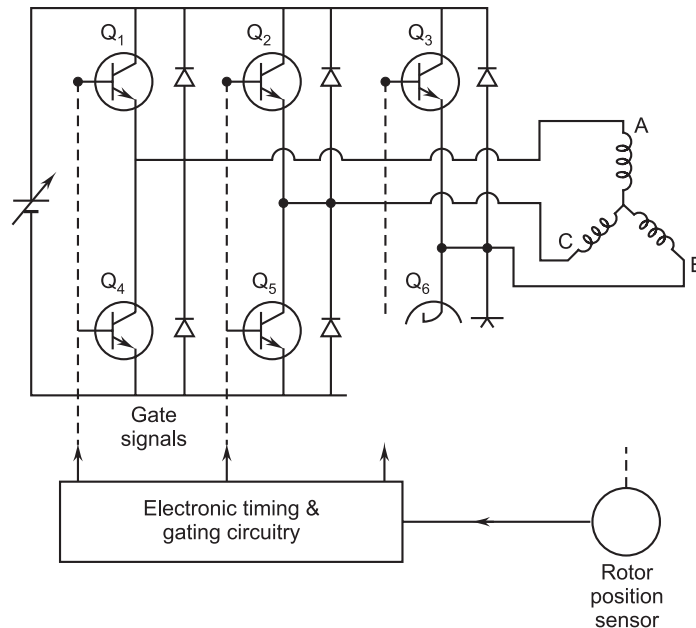 Q1
Q2
Q3
A
C
B
Q4
Q5
Q6
Gate
signals
Electronic timing &
gating circuitry
Rotor
position
sensor